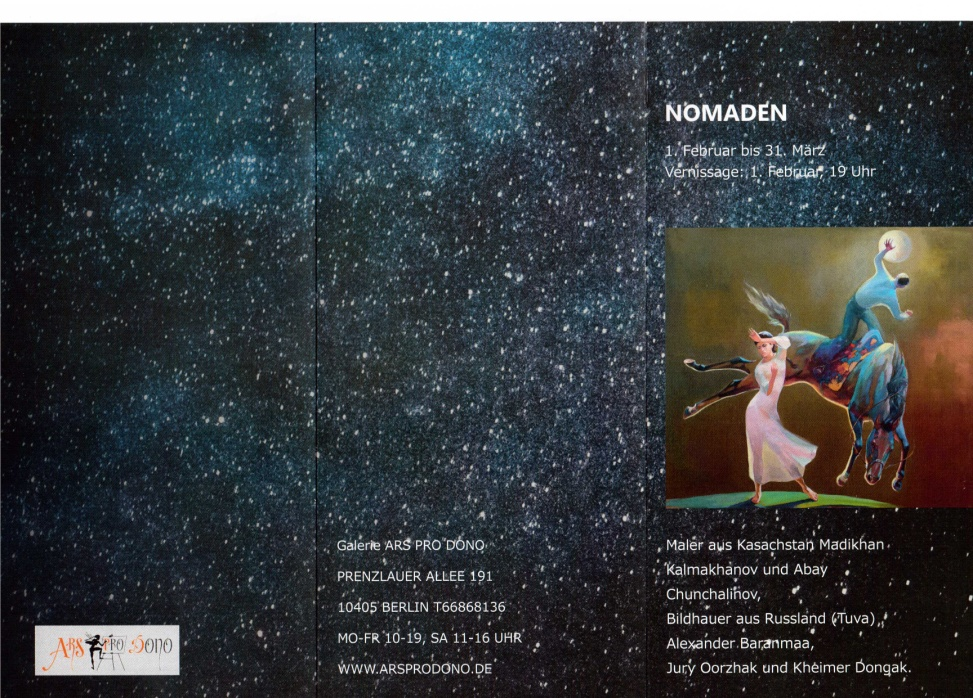 NOMADEN
1. Februar bis 31. März
Vernissage: 1. Februar, 19 Uhr
Maler aus Kasachstan Madikhan
Kalmakhanov und Abay
Chunchalinov,
Bildhauer aus Russland (Tuva),
Alexander Baranmaa,
Jury Oorzhak und Kheimer Dongak.
Galerie ARS PRO DONO
PRENZLAUER ALLEE 191
10405 BERLIN T66868136
MO-FR 10-19, SA 11-16 UHR
WWW.ARSPRODONO.DE
ARS PRO DONO